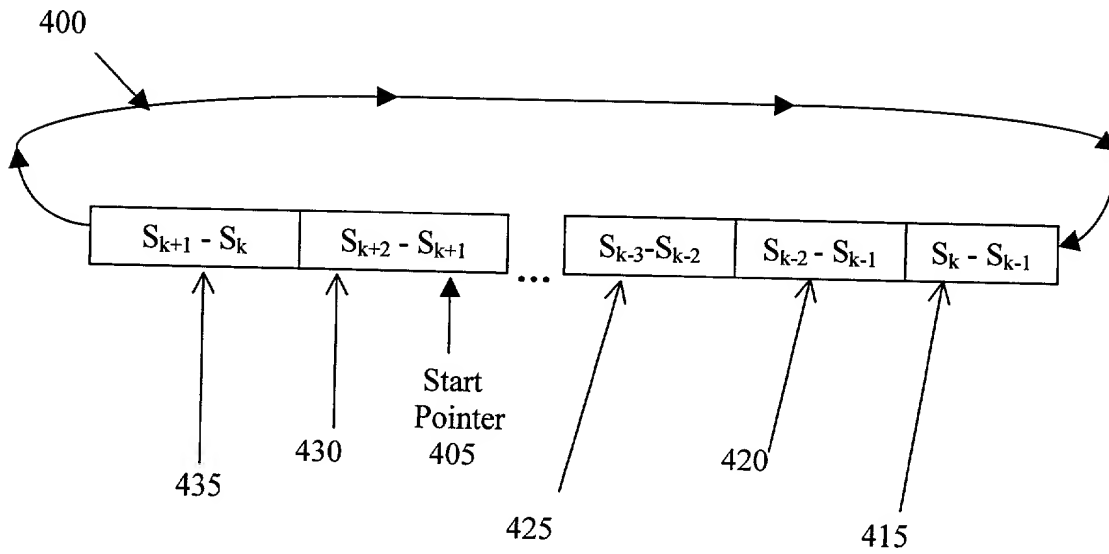 400
S_{k+1} - S_k S_{k+2} - S_{k+1} ... S_{k-3}-S_{k-2} S_{k-2} - S_{k-1} S_k - S_{k-1}
Start
Pointer
405
430
435
420
425
415